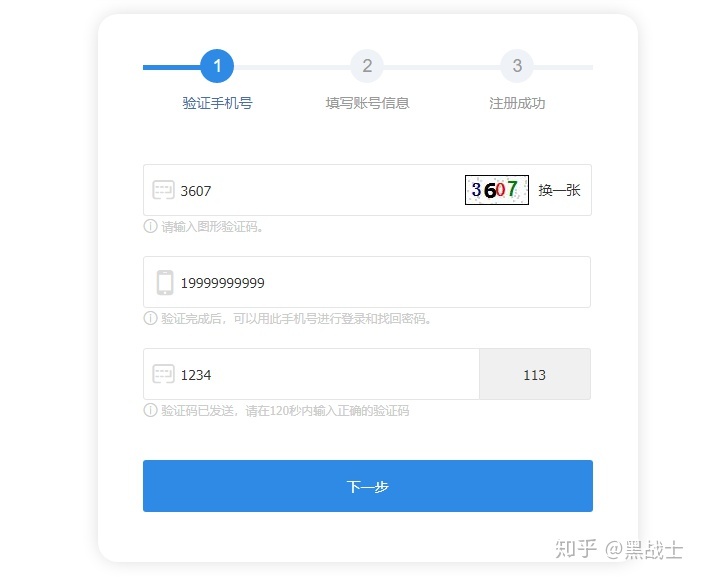 1 2 3
验证手机号 填写账号信息 注册成功
3607 3607 换一张
请输入图形验证码。
19999999999
验证完成后，可以用此手机号进行登录和找回密码。
1234 113
验证码已发送，请在120秒内输入正确的验证码
下一步
知乎 @黑战士